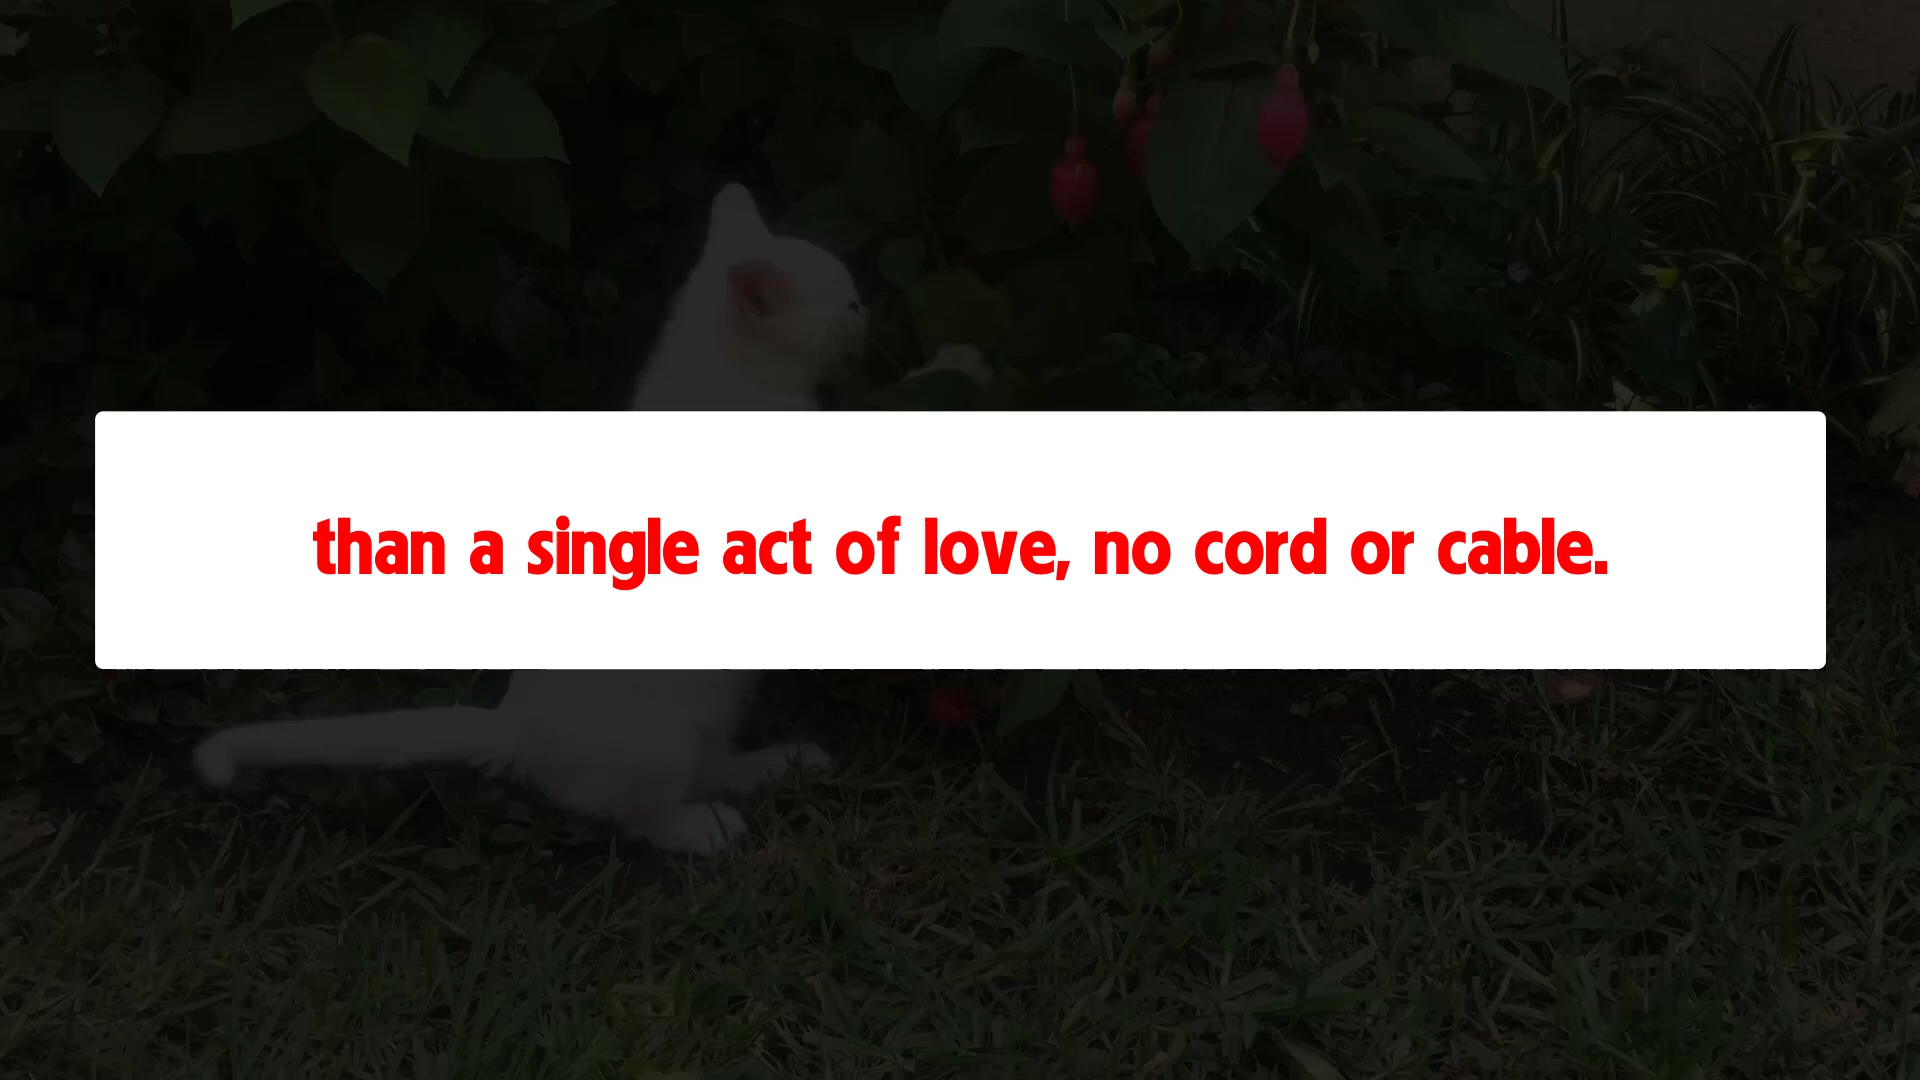 than a single act of love, no cord or cable.